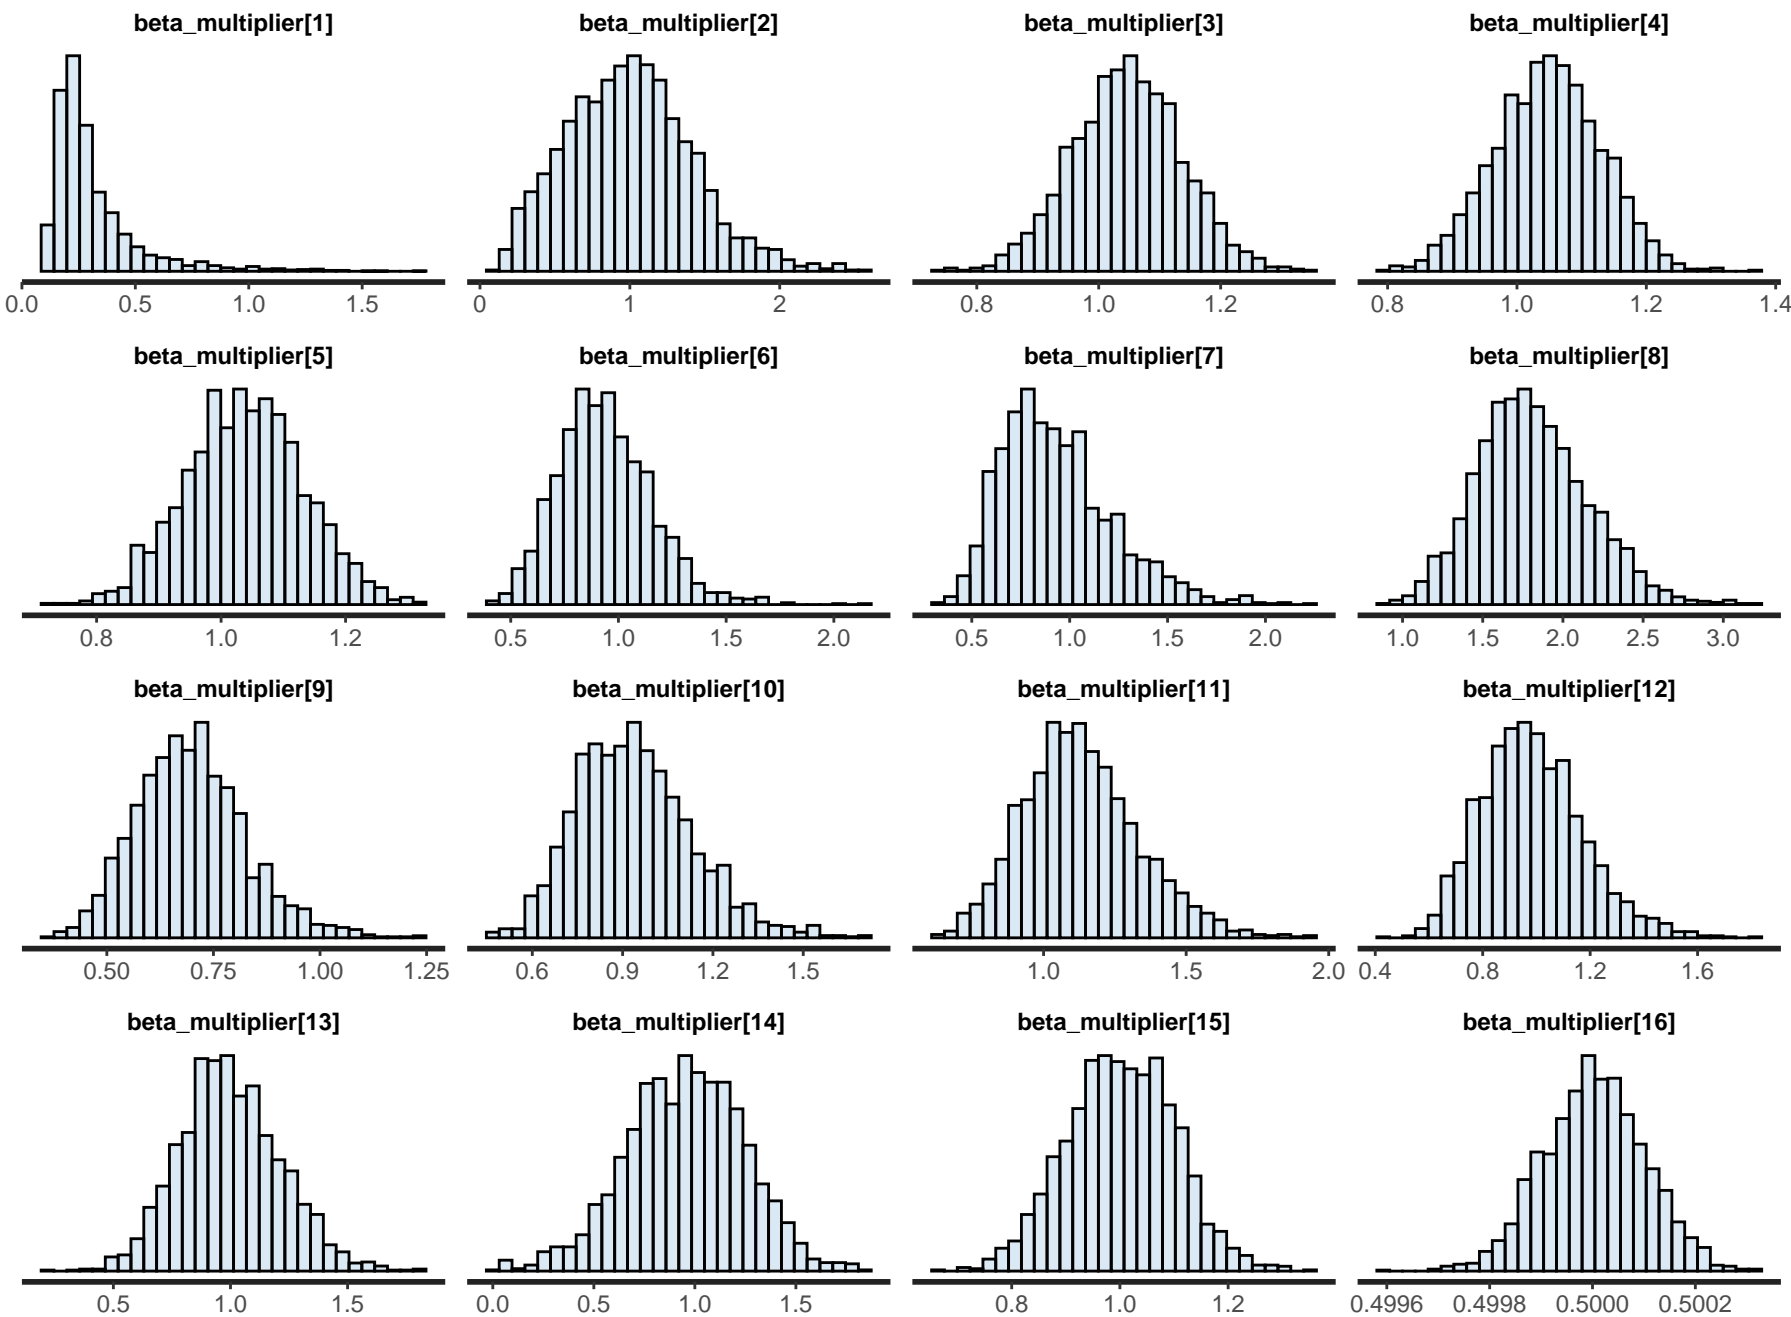 beta_multiplier[1] beta_multiplier[2] beta_multiplier[3] beta_multiplier[4]
0.0 0.5 1.0 1.5 0 1 2 0.8 1.0 1.2 0.8 1.0 1.2 1.4
beta_multiplier[5] beta_multiplier[6] beta_multiplier[7] beta_multiplier[8]
0.8 1.0 1.2 0.5 1.0 1.5 2.0 0.5 1.0 1.5 2.0 1.0 1.5 2.0 2.5 3.0
beta_multiplier[9] beta_multiplier[10] beta_multiplier[11] beta_multiplier[12]
0.50 0.75 1.00 1.25 0.6 0.9 1.2 1.5 1.0 1.5 2.0 0.4 0.8 1.2 1.6
beta_multiplier[13] beta_multiplier[14] beta_multiplier[15] beta_multiplier[16]
0.5 1.0 1.5 0.0 0.5 1.0 1.5 0.8 1.0 1.2 0.4996 0.4998 0.5000 0.5002